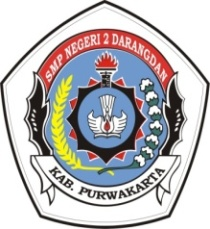 SMP NEGERI 2 DARANGDAN
KAB. PURWAKARTA